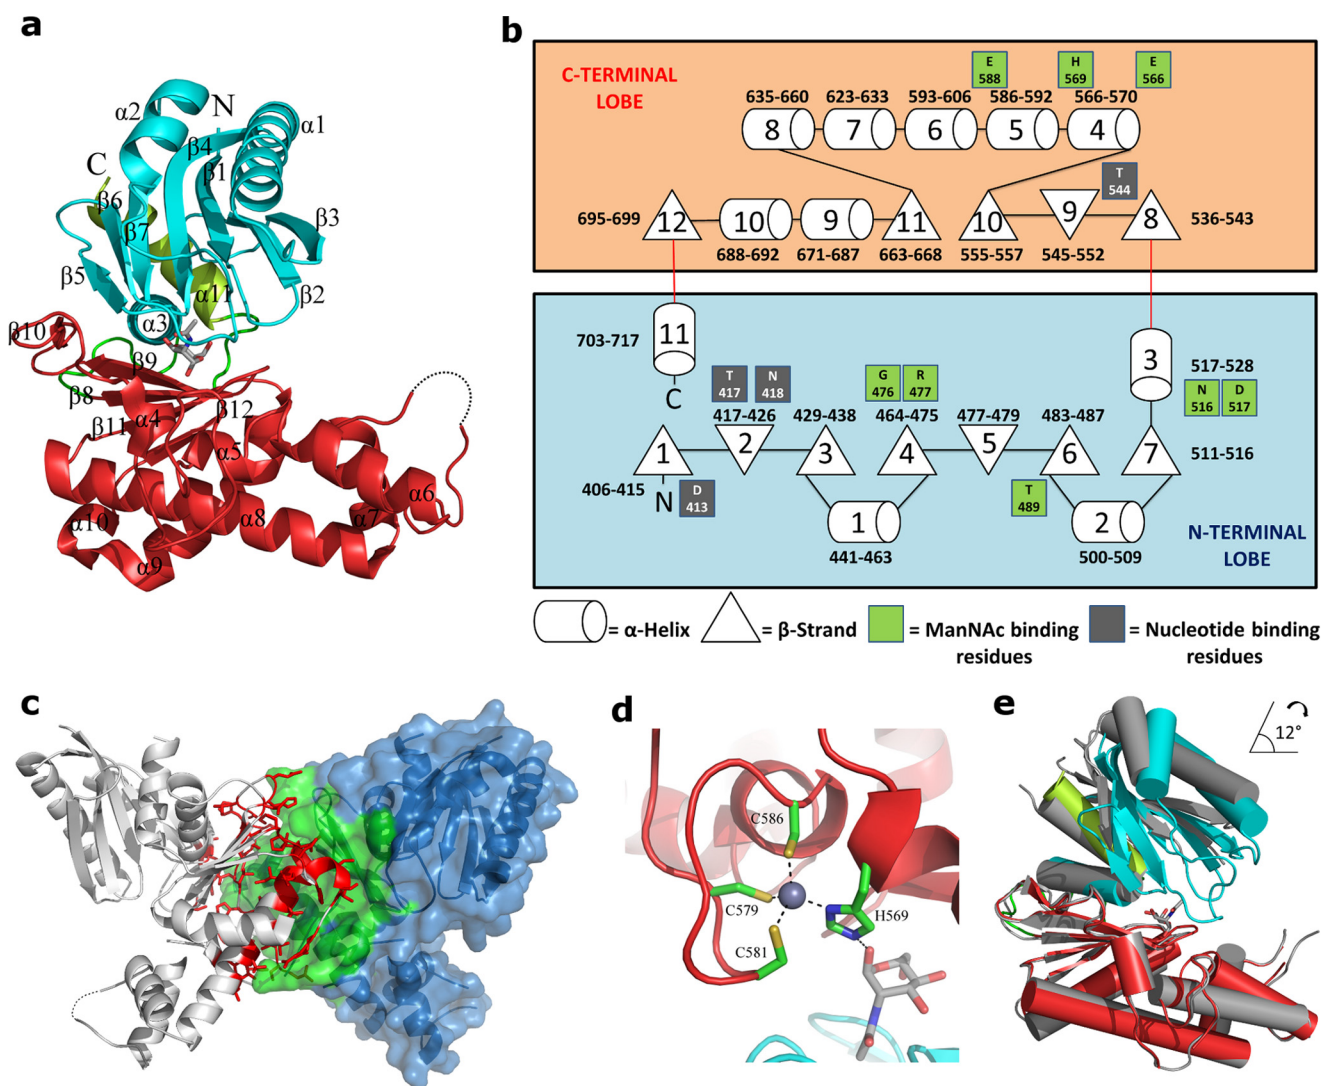 a
N
α2
α1
β4
C
β1
β6
β3
β7
β5
α11
β2
α3
β10
β9
β8
α4
β12
β11
α5
α6
α10
α8
α7
α9
b
C-TERMINAL
LOBE
E
588
H
569
E
566
635-660 623-633 593-606 586-592 566-570
8 7 6 5 4
T
544
695-699
12 10 9 11 10 9 8
536-543
688-692 671-687 663-668 555-557 545-552
703-717
11
C
3
517-528
T
417
N
418
G
476
R
477
N
516
D
517
417-426 429-438 464-475 477-479 483-487
1 2 3 4 5 6 7
511-516
406-415
N
D
413
T
489
1 2
441-463 500-509
N-TERMINAL
LOBE
= α-Helix
= β-Strand
= ManNAc binding
residues
= Nucleotide binding
residues
c
d
C586
C579
H569
C581
e
12°